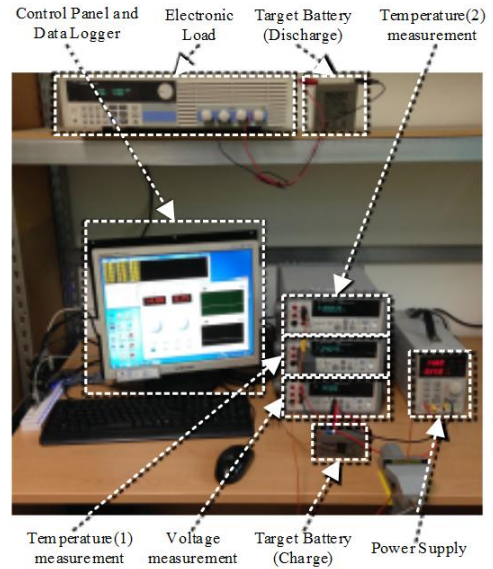 Control Panel and
Data Logger
Electronic
Load
Target Battery
(Discharge)
Temperature(2)
measurement
Temperature(1)
measurement
Voltage
measurement
Target Battery
(Charge)
Power Supply